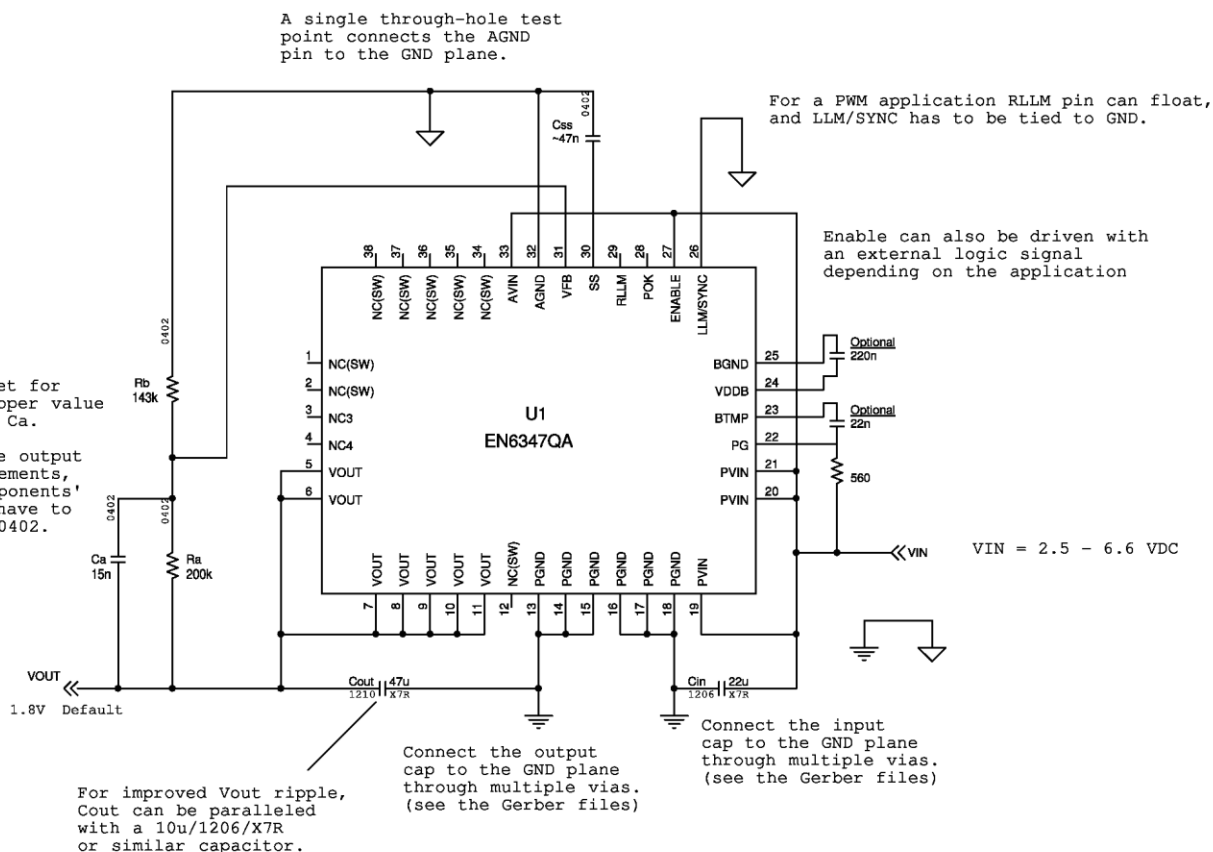 A single through-hole test
point connects the AGND
pin to the GND plane.
For a PWM application RLLM pin can float,
and LLM/SYNC has to be tied to GND.
0402
Css
~47n
Enable can also be driven with
an external logic signal
depending on the application
38
37
36
35
34
33
32
31
30
29
28
27
26
NC(SW)
NC(SW)
NC(SW)
NC(SW)
NC(SW)
AVIN
AGND
VFB
SS
RLLM
POK
ENABLE
LLM/SYNC
0402
Rb
143k
et for
oper value
Ca.
e output
ements,
ponents'
have to
0402.
1 NC(SW)
2 NC(SW)
3 NC3
4 NC4
5 VOUT
6 VOUT
U1
EN6347QA
BGND 25
VDDB 24
BTMP 23
PG 22
PVIN 21
PVIN 20
Optional
220n
Optional
22n
560
VIN
VIN = 2.5 - 6.6 VDC
0402
0402
Ca
15n
Ra
200k
VOUT
VOUT
VOUT
VOUT
VOUT
NC(SW)
PGND
PGND
PGND
PGND
PGND
PGND
PVIN
7
8
9
10
11
12
13
14
15
16
17
18
19
VOUT
1.8V Default
Cout 47u
1210 X7R
Cin 22u
1206 X7R
Connect the output
cap to the GND plane
through multiple vias.
(see the Gerber files)
Connect the input
cap to the GND plane
through multiple vias.
(see the Gerber files)
For improved Vout ripple,
Cout can be paralleled
with a 10u/1206/X7R
or similar capacitor.